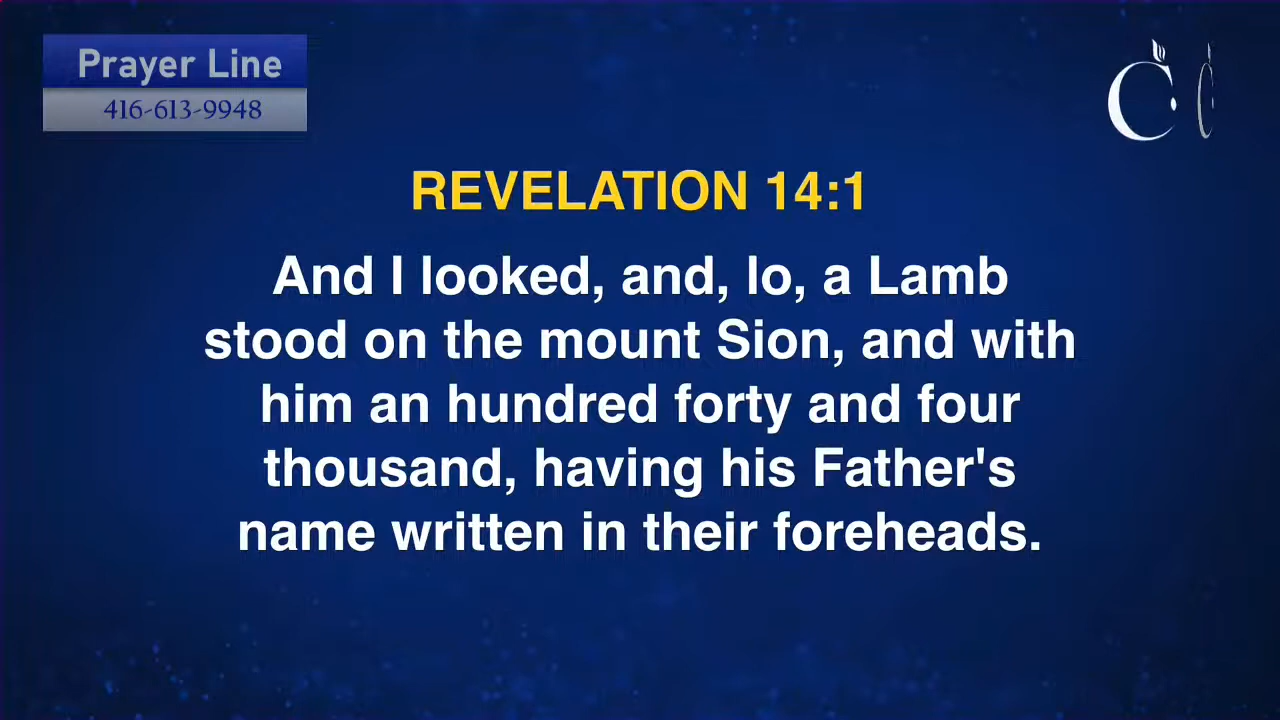 Prayer Line
416-613-9948
REVELATION 14:1
And I looked, and, lo, a Lamb
stood on the mount Sion, and with
him an hundred forty and four
thousand, having his Father's
name written in their foreheads.